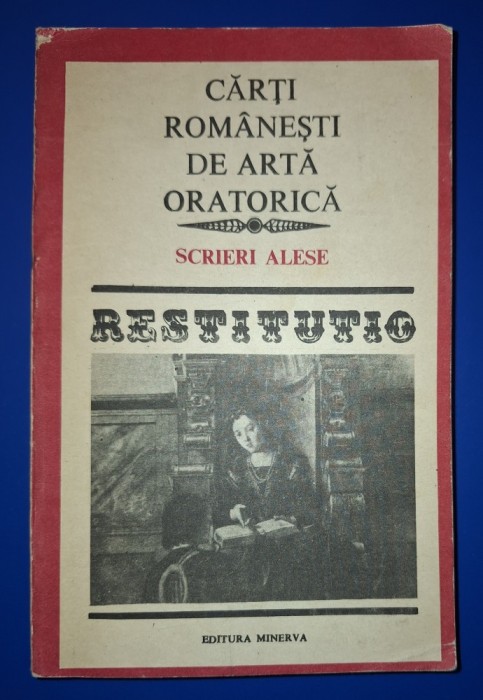 CĂRȚI
ROMÂNEȘTI
DE ARTĂ
ORATORICĂ
SCRIERI ALESE
RESTITUTIO
EDITURA MINERVA